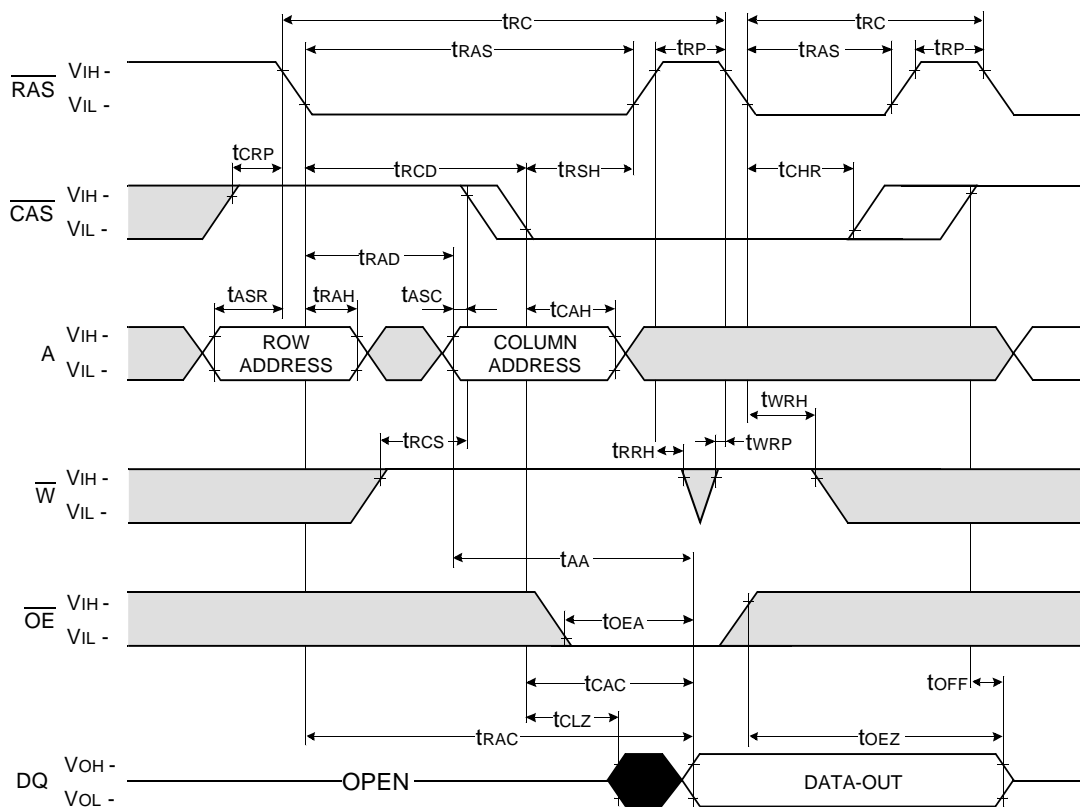 tRC tRC
tRAS tRP tRAS tRP
RAS VIH -
VIL -
tCRP tRCD tRSH tCHR
CAS VIH -
VIL -
tRAD
tASR tRAH tASC tCAH
A VIH -
VIL -
ROW
ADDRESS
COLUMN
ADDRESS
tWRH
tRCS tRRH tWRP
W VIH -
VIL -
tAA
OE VIH -
VIL -
tOEA
tCAC tOFF
tCLZ
tRAC tOEZ
DQ VOH -
VOL -
OPEN DATA-OUT